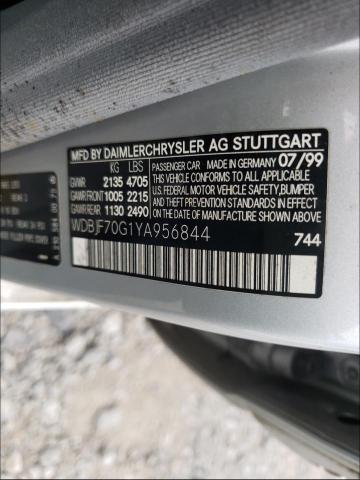 MFG BY DAIMLERCHRYSLER AG STUTTGART
KG LBS
GVWR 2135 4705
GAWR FRONT 1005 2215
GAWR REAR 1130 2490
PASSENGER CAR MADE IN GERMANY 07/99
THIS VEHICLE CONFORMS TO ALL APPLICABLE
U.S. FEDERAL MOTOR VEHICLE SAFETY, BUMPER,
AND THEFT PREVENTION STANDARDS IN EFFECT
ON THE DATE OF MANUFACTURE SHOWN ABOVE.
WDBJF70G1YA956844
744